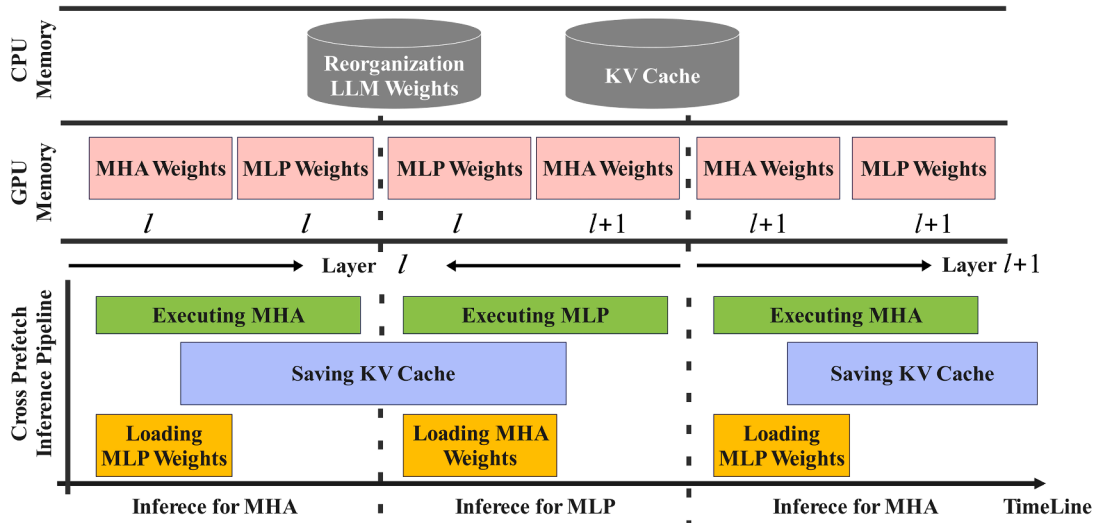 CPU
Memory
Reorganization
LLM Weights
KV Cache
GPU
Memory
MHA Weights
MLP Weights
MLP Weights
MHA Weights
MHA Weights
MLP Weights
l
l
l
l+1
l+1
l+1
Layer l
Layer l+1
Cross Prefetch
Inference Pipeline
Executing MHA
Executing MLP
Executing MHA
Saving KV Cache
Saving KV Cache
Loading
MLP Weights
Loading MHA
Weights
Loading
MLP Weights
Inferece for MHA
Inferece for MLP
Inferece for MHA
TimeLine